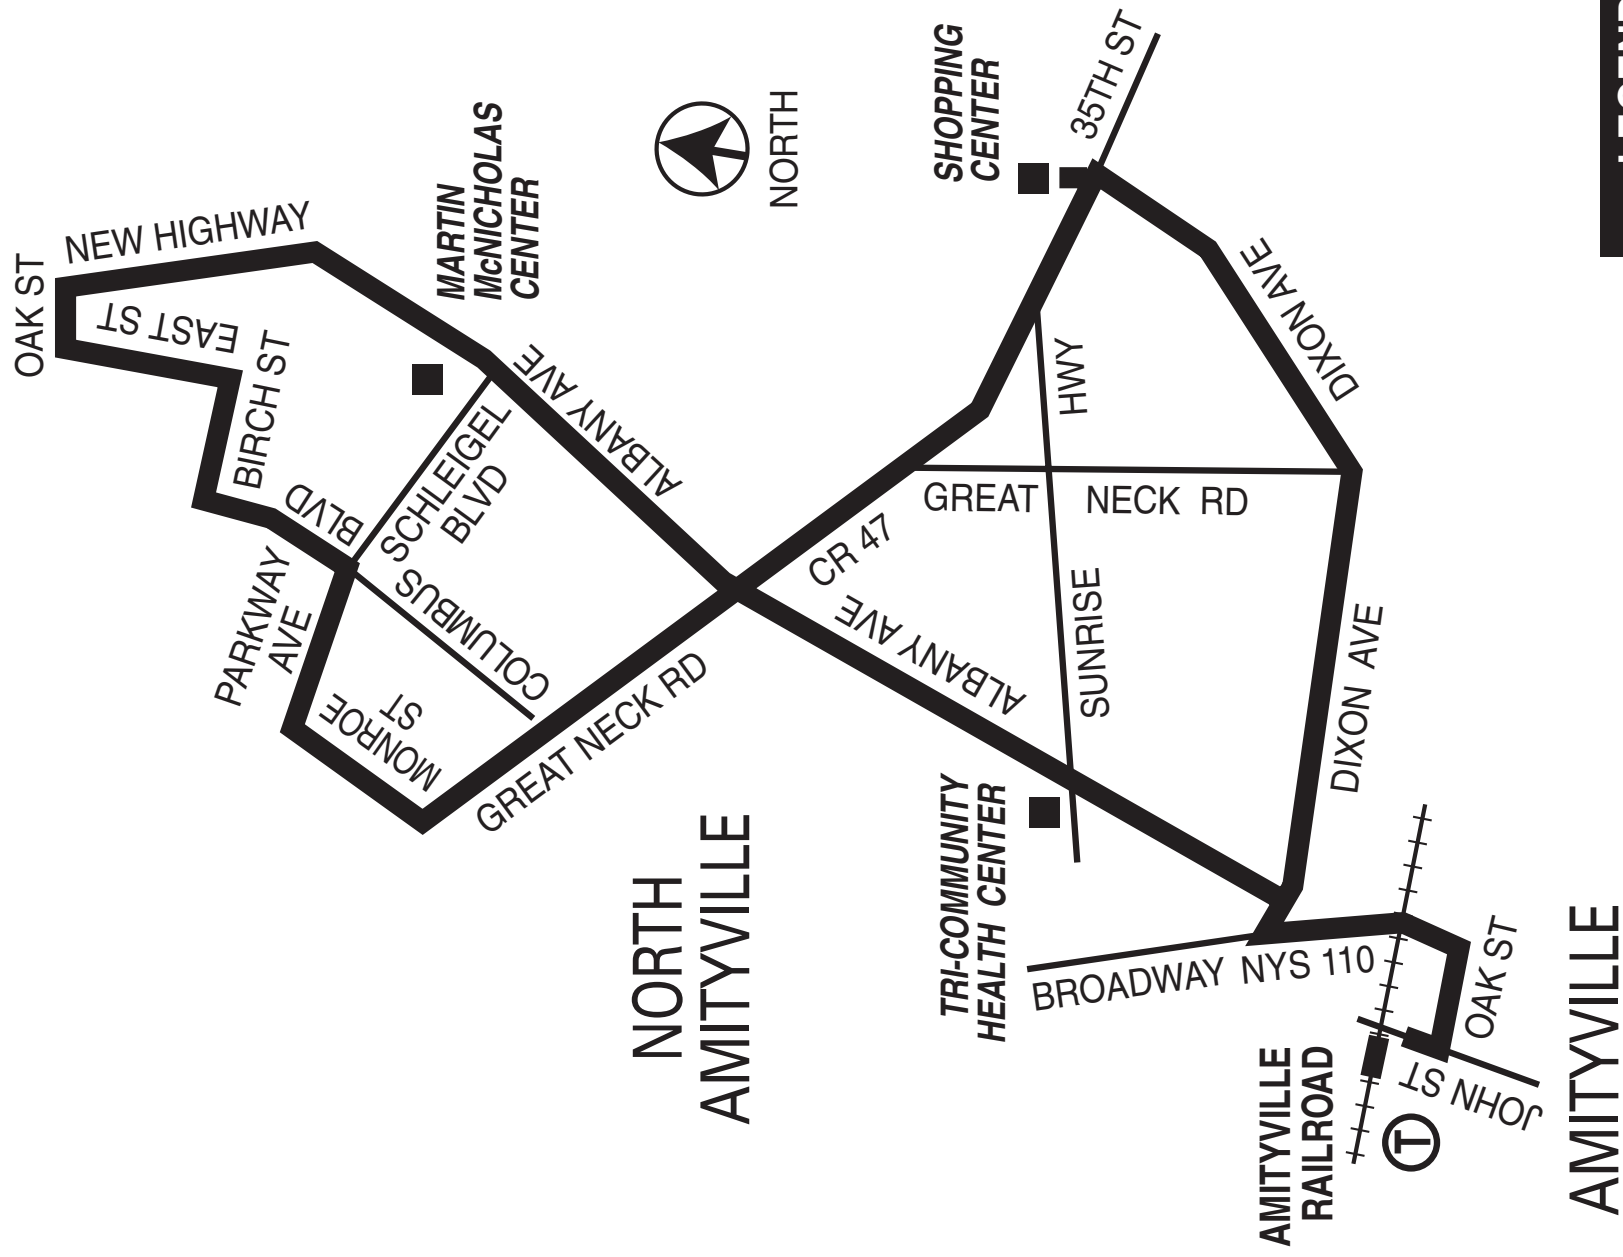 OAK ST
NEW HIGHWAY
EAST ST
BIRCH ST
MARTIN
McNICHOLAS
CENTER
NORTH
SHOPPING
CENTER
35TH ST
BLVD
SCHLEIGEL
BLVD
ALBANY AVE
PARKWAY
AVE
COLUMBUS
MONROE
ST
GREAT NECK RD
CR 47
GREAT NECK RD
HWY
SUNRISE
DIXON AVE
ALBANY AVE
DIXON AVE
NORTH
AMITYVILLE
TRI-COMMUNITY
HEALTH CENTER
BROADWAY NYS 110
OAK ST
JOHN ST
AMITYVILLE
RAILROAD
T
AMITYVILLE